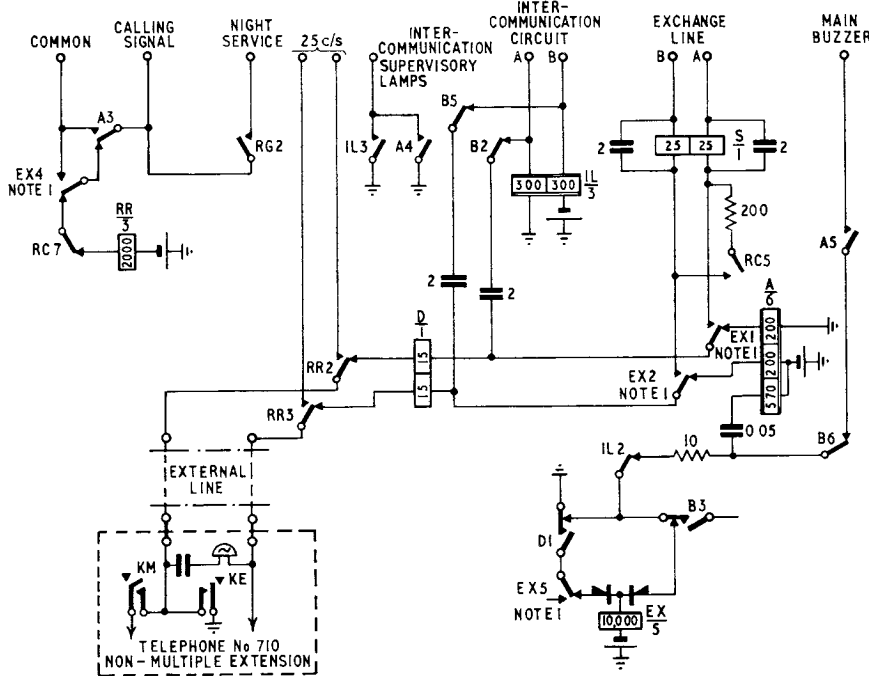 COMMON
CALLING
SIGNAL
NIGHT
SERVICE
25 c/s
INTER-
COMMUNICATION
SUPERVISORY
LAMPS
INTER-
COMMUNICATION
CIRCUIT
A B
EXCHANGE
LINE
B A
MAIN
BUZZER
A3
RG2
EX4
NOTE 1
RC7
RR
3
2000
IL3
A4
B5
B2
300 300
IL
3
2
25 25
S
1
2
200
RC5
A5
2
2
D
1
15
15
RR2
RR3
EX1
NOTE 1
EX2
NOTE 1
A
6
200
200
570
0.05
B6
IL2
10
B3
D1
EX5
NOTE 1
10,000
EX
5
EXTERNAL
LINE
KM
KE
TELEPHONE No 710
NON-MULTIPLE EXTENSION